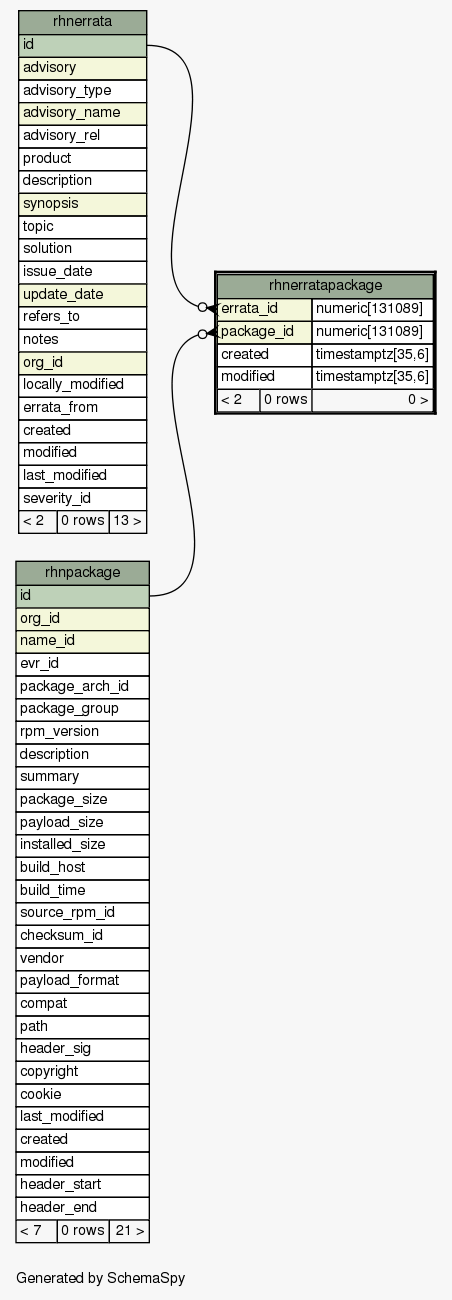 rhnerrata
id
advisory
advisory_type
advisory_name
advisory_rel
product
description
synopsis
topic
solution
issue_date
update_date
refers_to
notes
org_id
locally_modified
errata_from
created
modified
last_modified
severity_id
< 2 0 rows 13 >
rhnerratapackage
errata_id numeric[131089]
package_id numeric[131089]
created timestamptz[35,6]
modified timestamptz[35,6]
< 2 0 rows 0 >
rhnpackage
id
org_id
name_id
evr_id
package_arch_id
package_group
rpm_version
description
summary
package_size
payload_size
installed_size
build_host
build_time
source_rpm_id
checksum_id
vendor
payload_format
compat
path
header_sig
copyright
cookie
last_modified
created
modified
header_start
header_end
< 7 0 rows 21 >
Generated by SchemaSpy